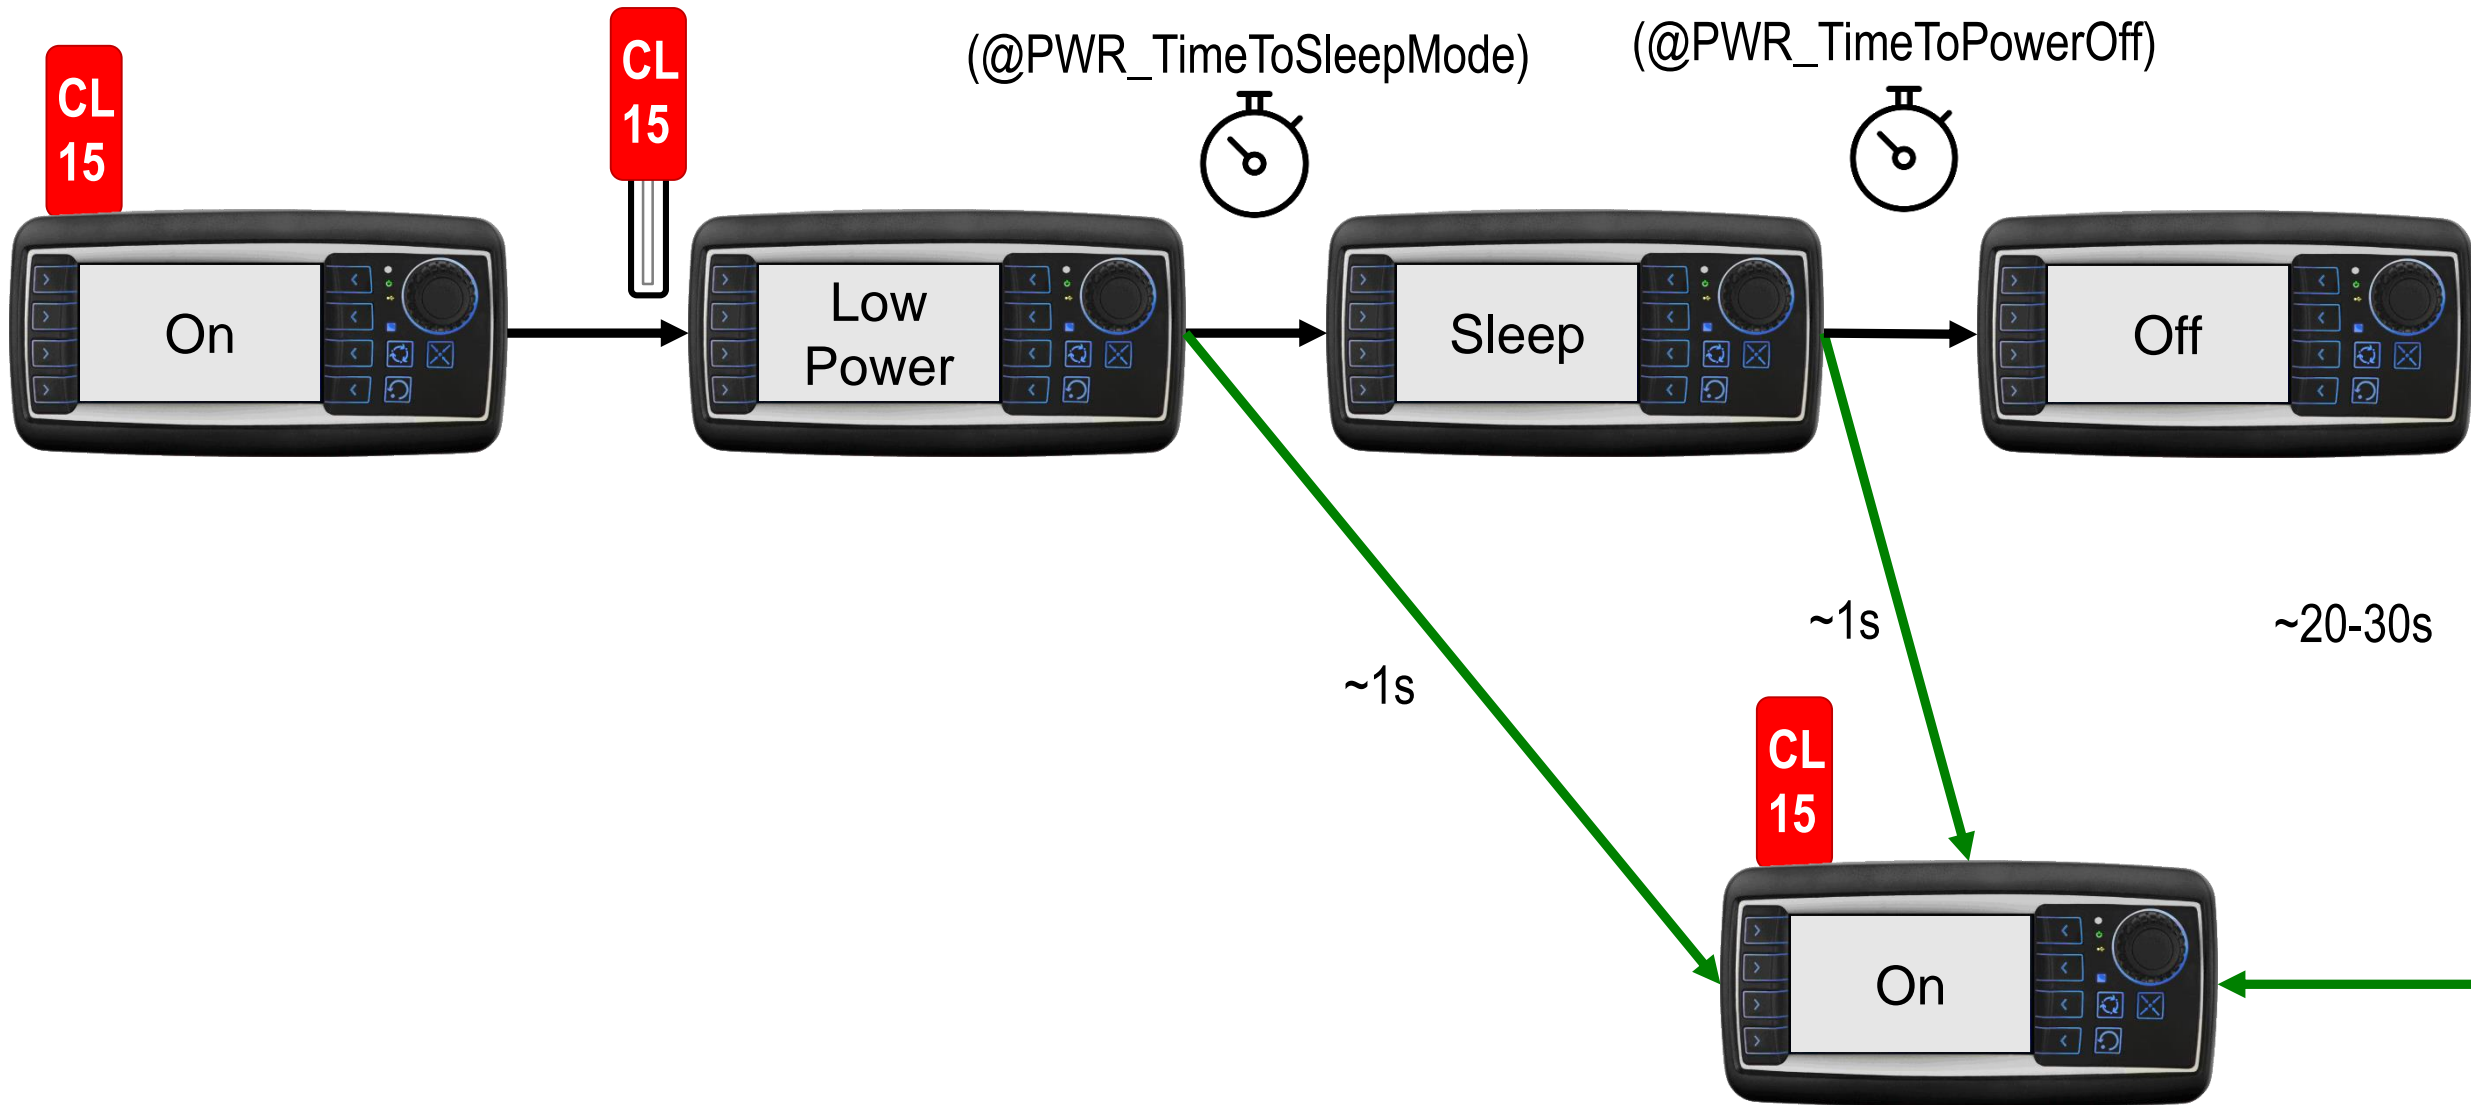 CL
15
CL
15
(@PWR_TimeToSleepMode)
(@PWR_TimeToPowerOff)
On
Low
Power
Sleep
Off
~1s
~1s
~20-30s
CL
15
On